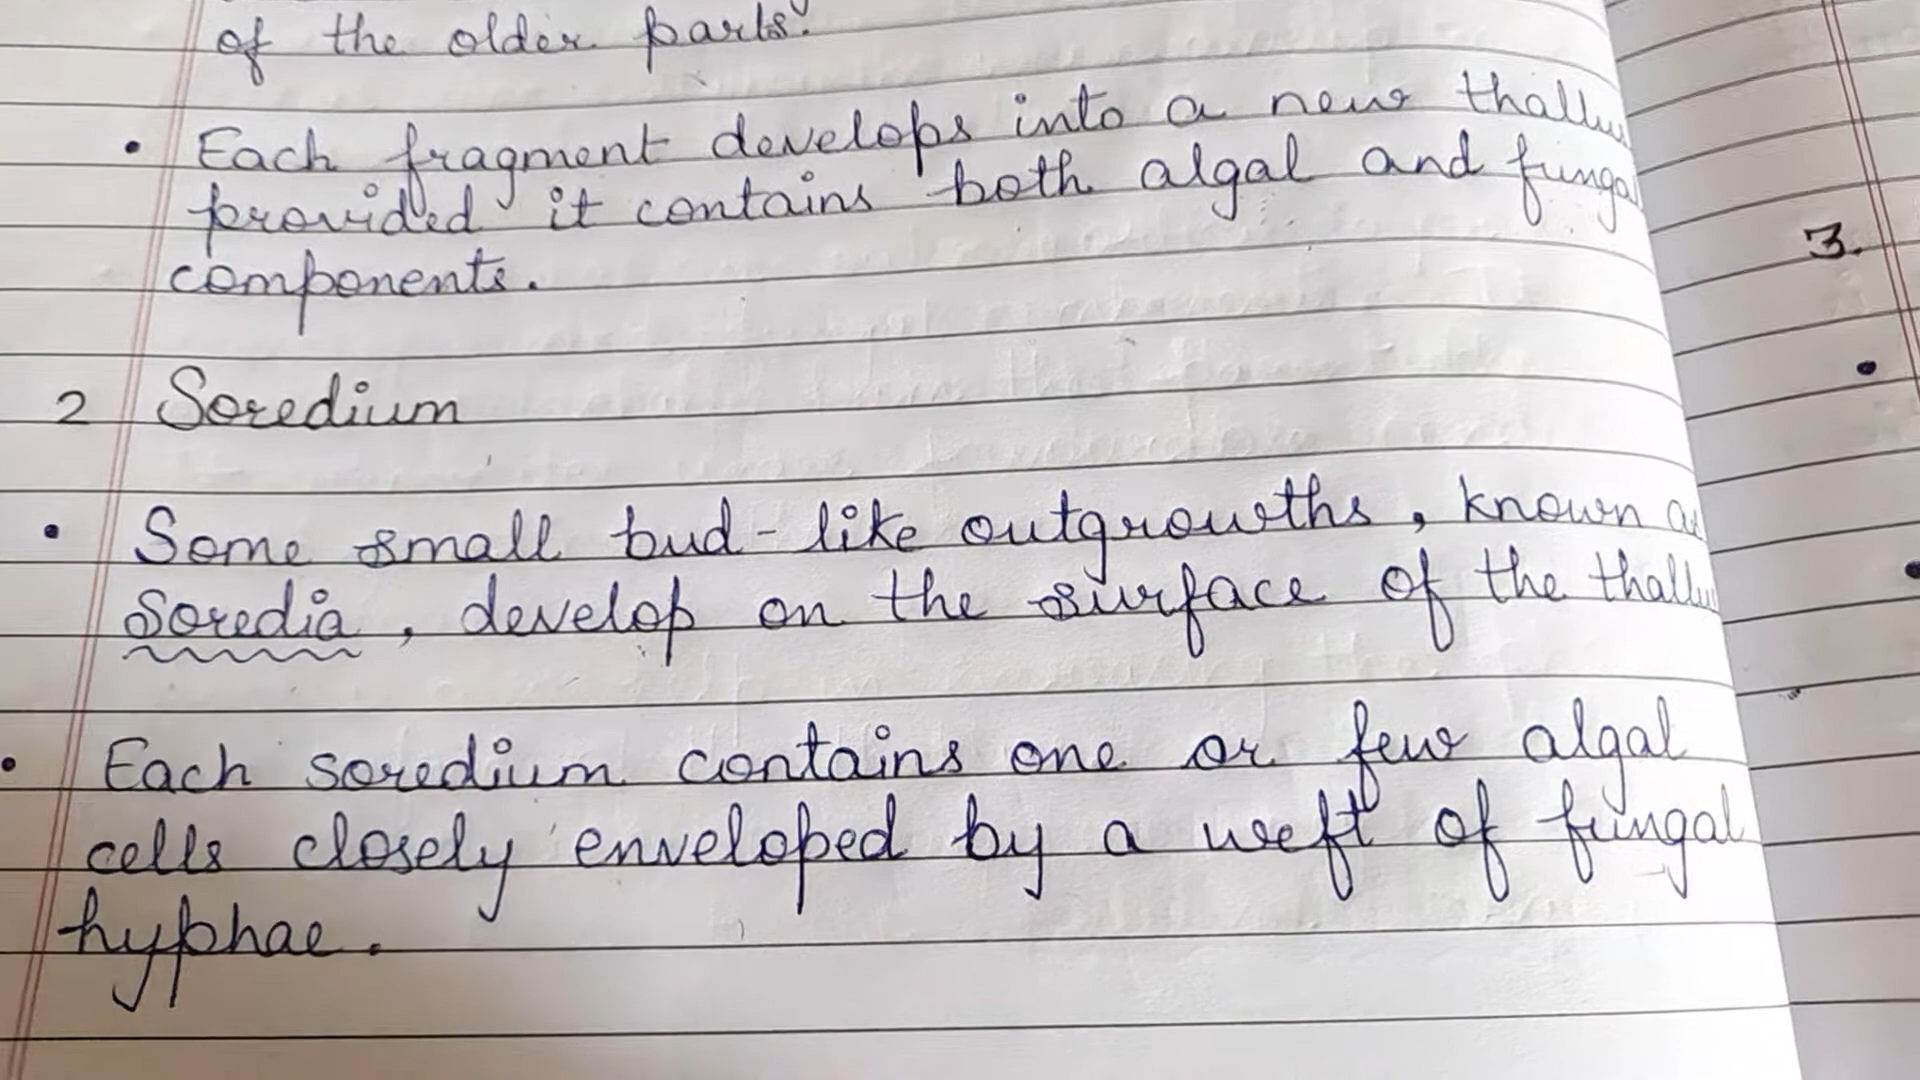 of the older parts.
• Each fragment develops into a new thallus
provided it contains both algal and fungal
components.
2 Soredium
• Some small bud-like outgrowths, known as
Soredia, develop on the surface of the thallus
• Each soredium contains one or few algal
cells closely enveloped by a weft of fungal
hyphae.
3.
•
•